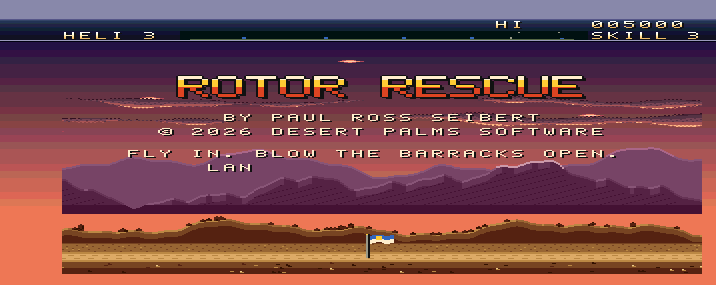 HI 005000
HELI 3 SKILL 3
ROTOR RESCUE
BY PAUL ROSS SEIBERT
© 2026 DESERT PALMS SOFTWARE
FLY IN. BLOW THE BARRACKS OPEN.
LAN